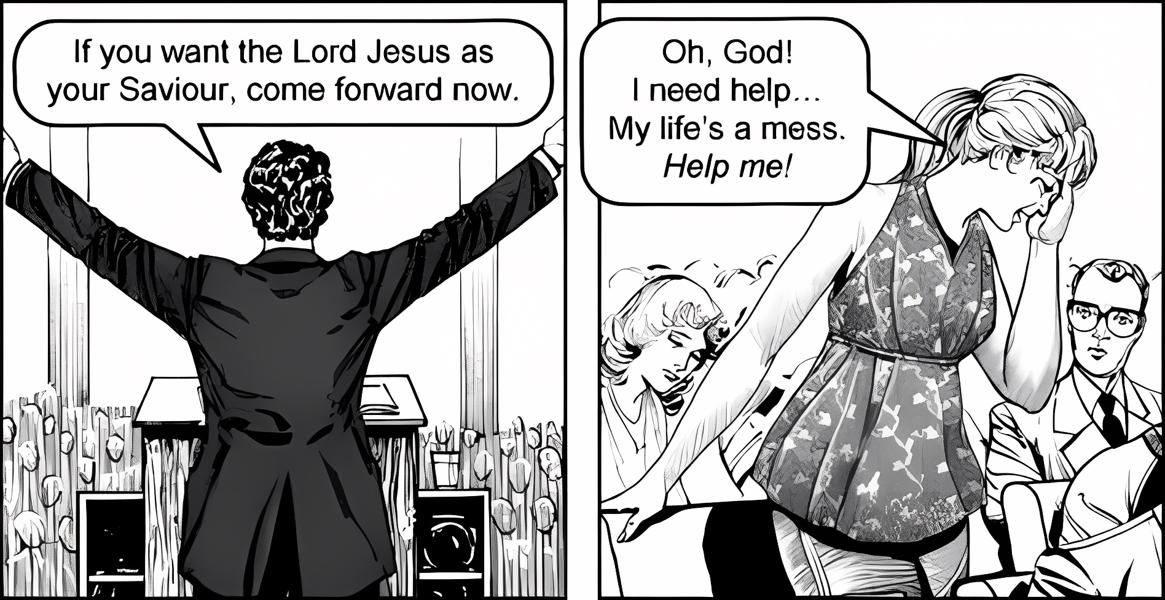 If you want the Lord Jesus as
your Saviour, come forward now.
Oh, God!
I need help...
My life's a mess.
Help me!